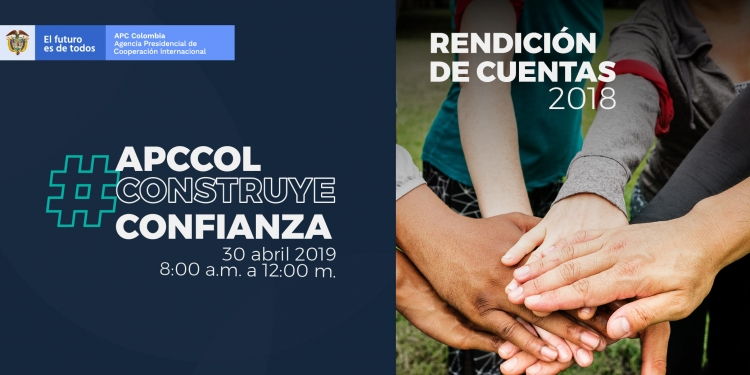 El futuro
es de todos
APC Colombia
Agencia Presidencial de
Cooperación Internacional
#APCCOL
CONSTRUYE
CONFIANZA
30 abril 2019
8:00 a.m. a 12:00 m.
RENDICIÓN
DE CUENTAS
2018